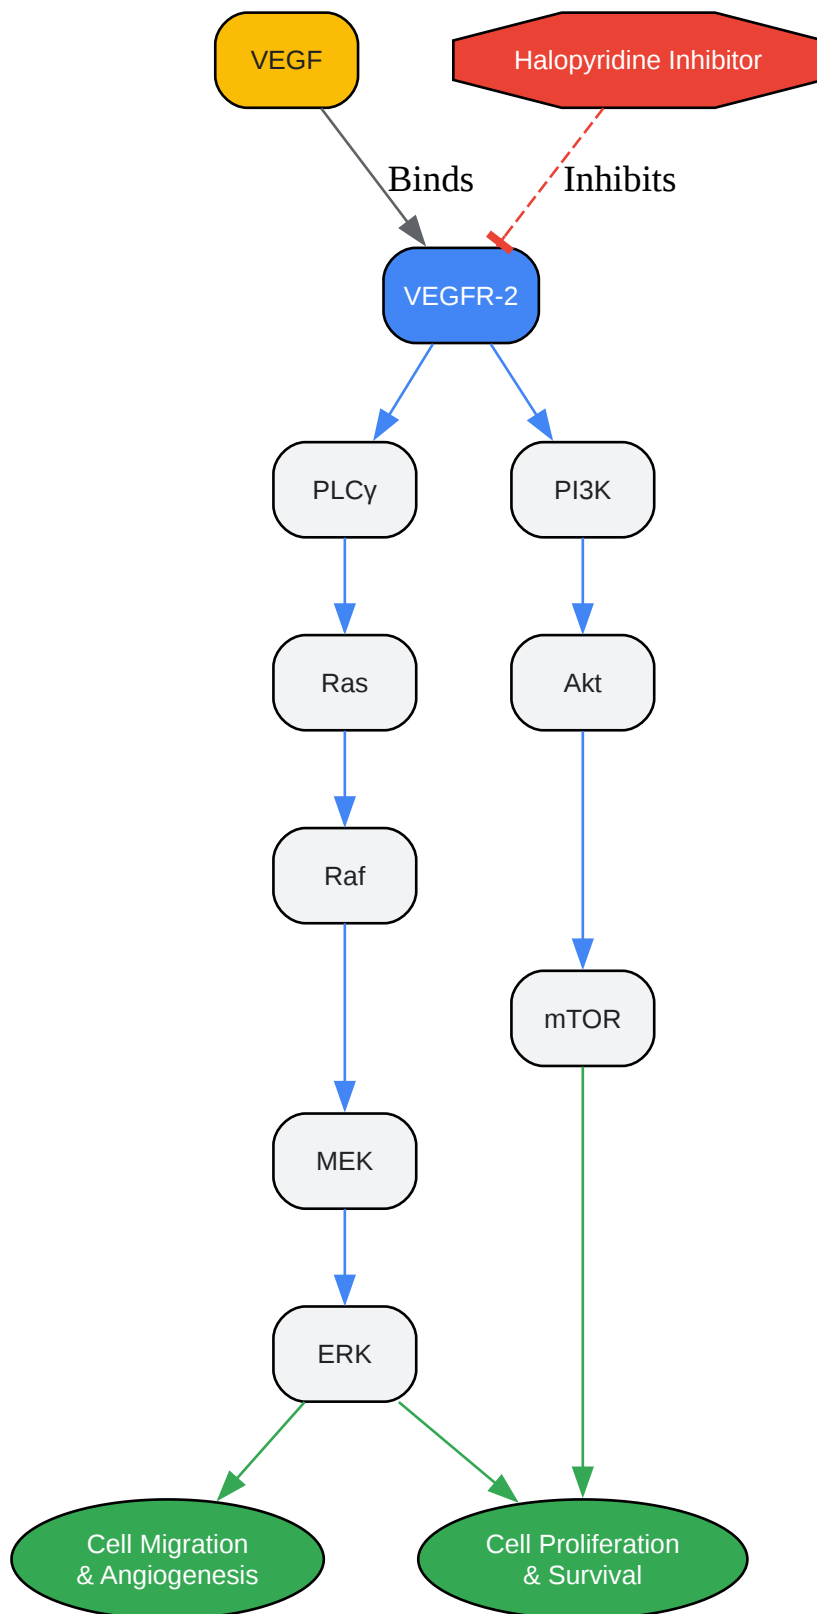 VEGF
Halopyridine Inhibitor
Binds
Inhibits
VEGFR-2
PLCγ
PI3K
Ras
Akt
Raf
mTOR
MEK
ERK
Cell Migration
& Angiogenesis
Cell Proliferation
& Survival